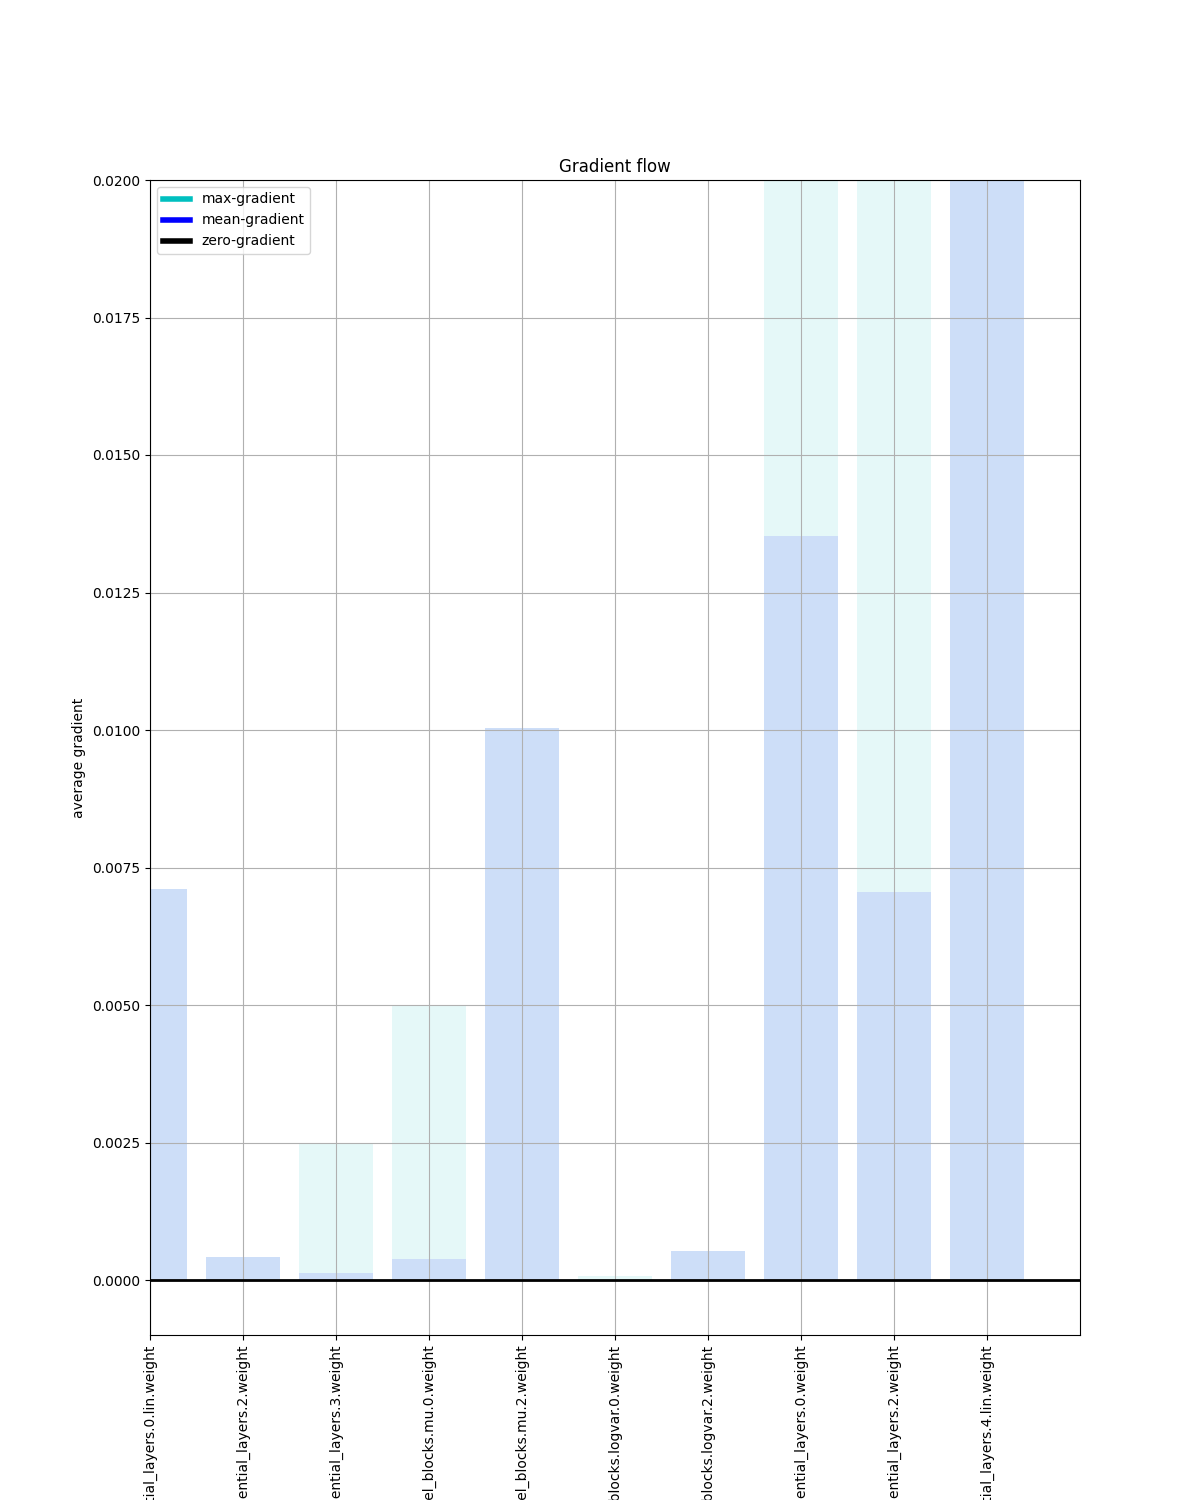 Gradient flow
max-gradient
mean-gradient
zero-gradient
0.0200
0.0175
0.0150
0.0125
0.0100
0.0075
0.0050
0.0025
0.0000
average gradient
tial_layers.0.lin.weight
ential_layers.2.weight
ential_layers.3.weight
el_blocks.mu.0.weight
el_blocks.mu.2.weight
blocks.logvar.0.weight
blocks.logvar.2.weight
ential_layers.0.weight
ential_layers.2.weight
tial_layers.4.lin.weight